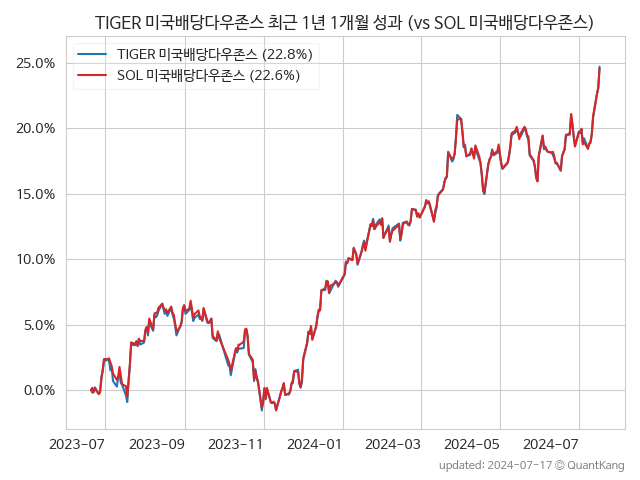 TIGER 미국배당다우존스 최근 1년 1개월 성과 (vs SOL 미국배당다우존스)
TIGER 미국배당다우존스 (22.8%)
SOL 미국배당다우존스 (22.6%)
25.0%
20.0%
15.0%
10.0%
5.0%
0.0%
2023-07 2023-09 2023-11 2024-01 2024-03 2024-05 2024-07
updated: 2024-07-17 © QuantKang